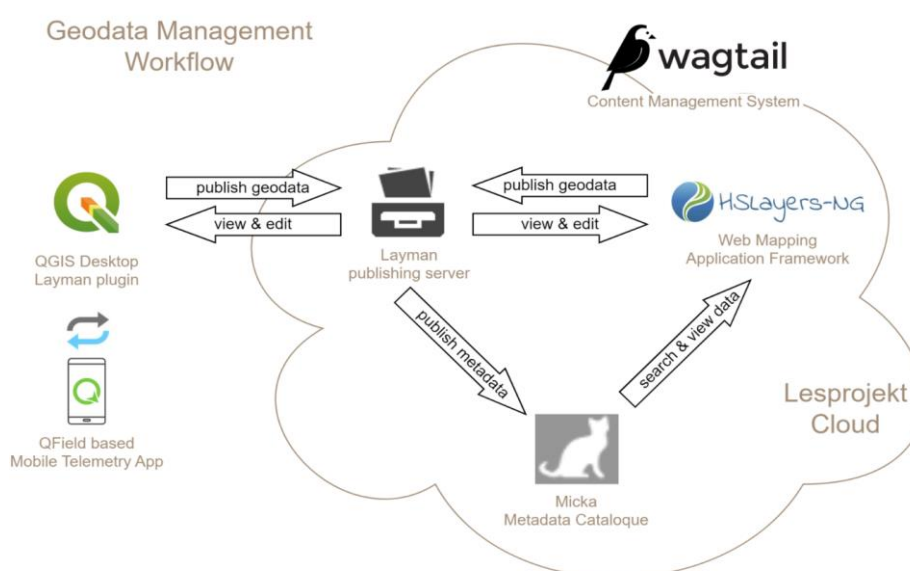 Geodata Management
Workflow
wagtail
Content Management System
publish geodata
view & edit
publish geodata
view & edit
QGIS Desktop
Layman plugin
Layman
publishing server
HSLayers-NG
Web Mapping
Application Framework
publish metadata
search & view data
Lesprojekt
Cloud
QField based
Mobile Telemetry App
Micka
Metadata Cataloque